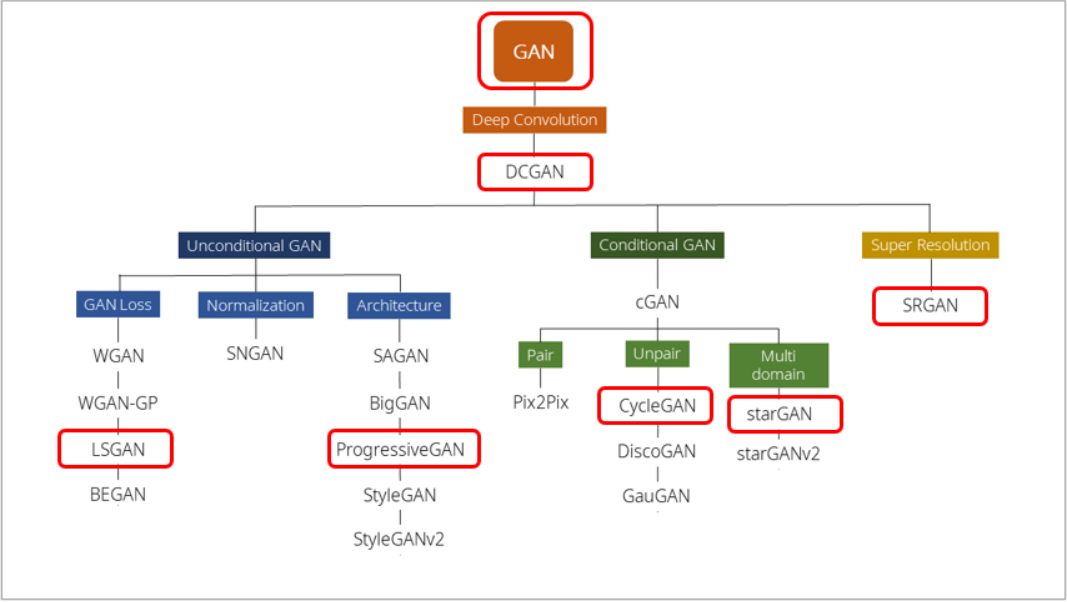 GAN
Deep Convolution
DCGAN
Unconditional GAN
Conditional GAN
Super Resolution
GAN Loss
Normalization
Architecture
cGAN
SRGAN
WGAN
SNGAN
SAGAN
Pair
Unpair
Multi
domain
WGAN-GP
BigGAN
Pix2Pix
CycleGAN
starGAN
LSGAN
ProgressiveGAN
DiscoGAN
starGANv2
BEGAN
StyleGAN
GauGAN
StyleGANv2